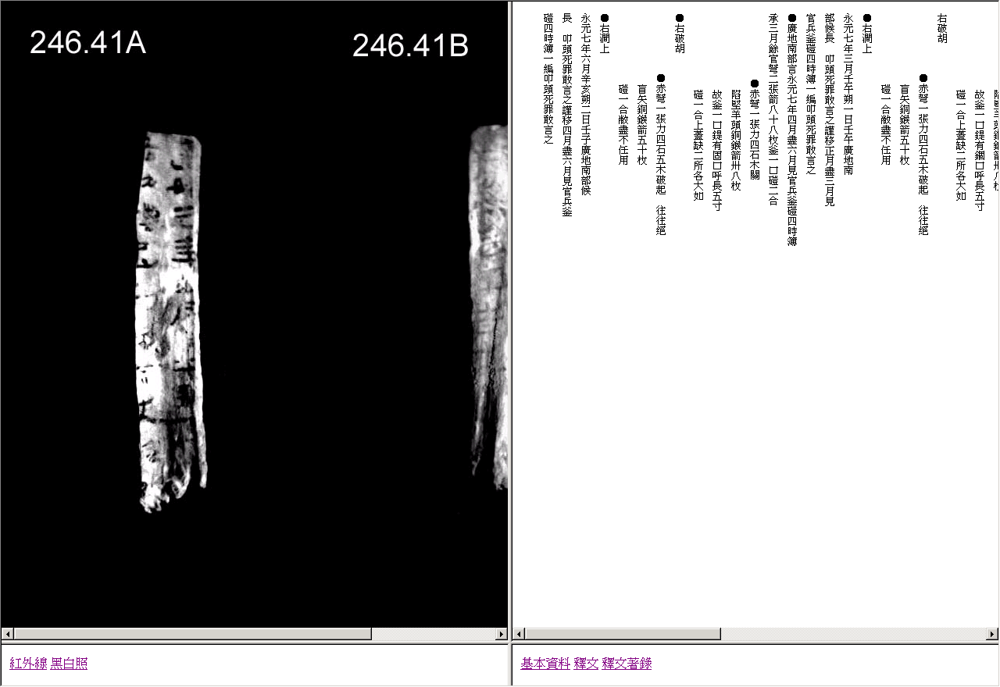 246.41A
246.41B
陷堅羊頭銅鍭箭卅八枚
故釜一口鍉有錮口呼長五寸
磑一合上蓋缺二所各大如
右破胡
●赤弩一張力四石五木破起　往往絕
盲矢銅鍭箭五十枚
磑一合敝盡不任用
●右澗上
永元七年三月壬午朔一日壬午廣地南
部候長　叩頭死罪敢言之謹移正月盡三月見
官兵釜磑四時簿一編叩頭死罪敢言之
●廣地南部言永元七年四月盡六月見官兵釜磑四時簿
承三月餘官弩二張箭八十八枚釜一口磑二合
●赤弩一張力四石木關
陷堅羊頭銅鍭箭卅八枚
故釜一口鍉有固口呼長五寸
磑一合上蓋缺二所各大如
●右破胡
●赤弩一張力四石五木破起　往往絕
盲矢銅鍭箭五十枚
磑一合敝盡不任用
●右澗上
永元七年六月辛亥朔二日壬子廣地南部候
長　叩頭死罪敢言之謹移四月盡六月見官兵釜
磑四時簿一編叩頭死罪敢言之
紅外線 黑白照
基本資料 釋文 釋文著錄